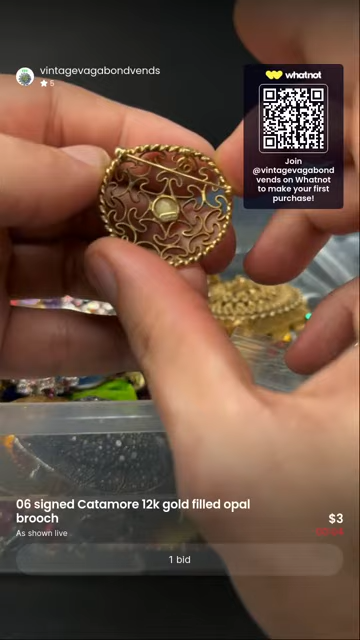 vintagevagabondvends
5
whatnot
Join
@vintagevagabond
vends on Whatnot
to make your first
purchase!
06 signed Catamore 12k gold filled opal
brooch
$3
As shown live
1 bid